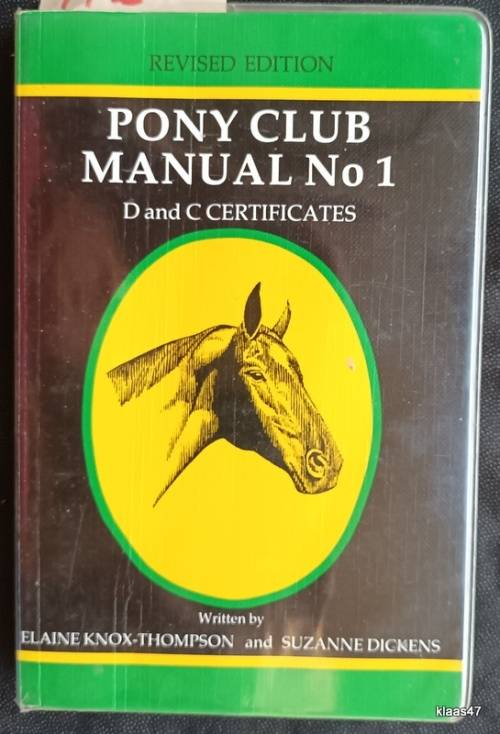 REVISED EDITION
PONY CLUB
MANUAL No 1
D and C CERTIFICATES
Written by
ELAINE KNOX-THOMPSON and SUZANNE DICKENS
klaas47